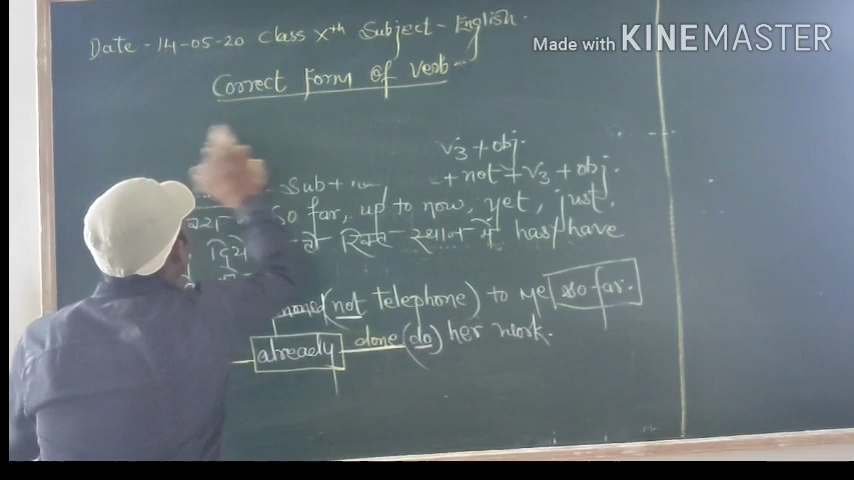 Date - 14-05-20 Class Xth Subject - English.
Made with KINEMASTER
Correct form of verb -
V3 + obj.
Sub + + not + V3 + obj.
So far, up to now, yet, just,
दिये हो रिक्त स्थान में has/have
(not telephone) to me so far.
already done (do) her work.